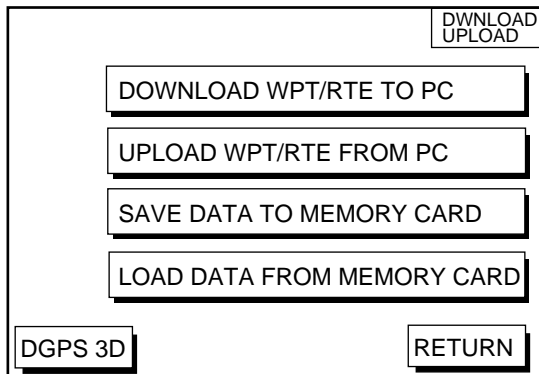 DWNLOAD
UPLOAD
DOWNLOAD WPT/RTE TO PC
UPLOAD WPT/RTE FROM PC
SAVE DATA TO MEMORY CARD
LOAD DATA FROM MEMORY CARD
DGPS 3D
RETURN